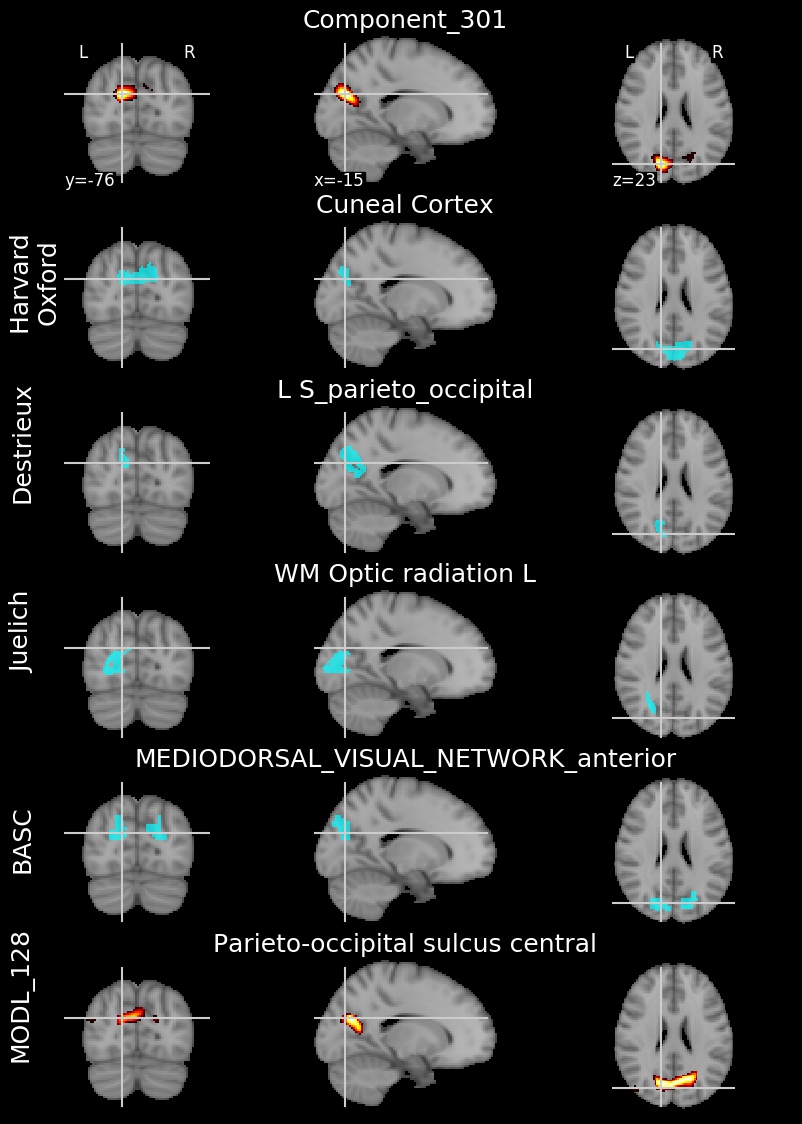 Component_301
L R
L R
y=-76
x=-15
z=23
Cuneal Cortex
Harvard
Oxford
L S_parieto_occipital
Destrieux
WM Optic radiation L
Juelich
MEDIODORSAL_VISUAL_NETWORK_anterior
BASC
Parieto-occipital sulcus central
MODL_128